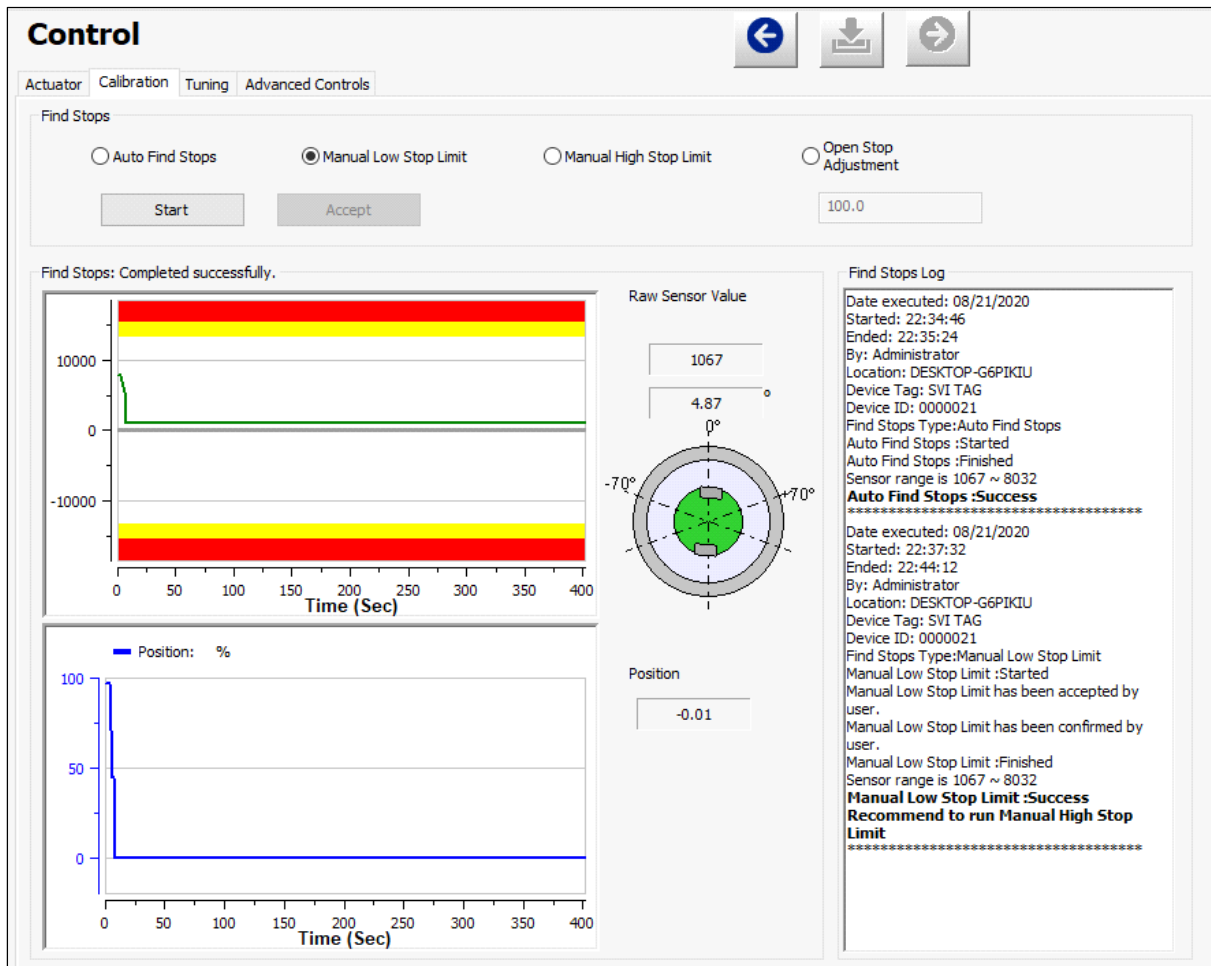 Control
Actuator Calibration Tuning Advanced Controls
Find Stops
Auto Find Stops Manual Low Stop Limit Manual High Stop Limit Open Stop
Adjustment
Start Accept 100.0
Find Stops: Completed successfully.
10000
0
-10000
0 50 100 150 200 250 300 350 400
Time (Sec)
Raw Sensor Value
1067
4.87 °
0°
-70° +70°
Position: %
100
50
0
0 50 100 150 200 250 300 350 400
Time (Sec)
Position
-0.01
Find Stops Log
Date executed: 08/21/2020
Started: 22:34:46
Ended: 22:35:24
By: Administrator
Location: DESKTOP-G6PIKIU
Device Tag: SVI TAG
Device ID: 0000021
Find Stops Type:Auto Find Stops
Auto Find Stops :Started
Auto Find Stops :Finished
Sensor range is 1067 ~ 8032
Auto Find Stops :Success
************************************
Date executed: 08/21/2020
Started: 22:37:32
Ended: 22:44:12
By: Administrator
Location: DESKTOP-G6PIKIU
Device Tag: SVI TAG
Device ID: 0000021
Find Stops Type:Manual Low Stop Limit
Manual Low Stop Limit :Started
Manual Low Stop Limit has been accepted by
user.
Manual Low Stop Limit has been confirmed by
user.
Manual Low Stop Limit :Finished
Sensor range is 1067 ~ 8032
Manual Low Stop Limit :Success
Recommend to run Manual High Stop
Limit
************************************